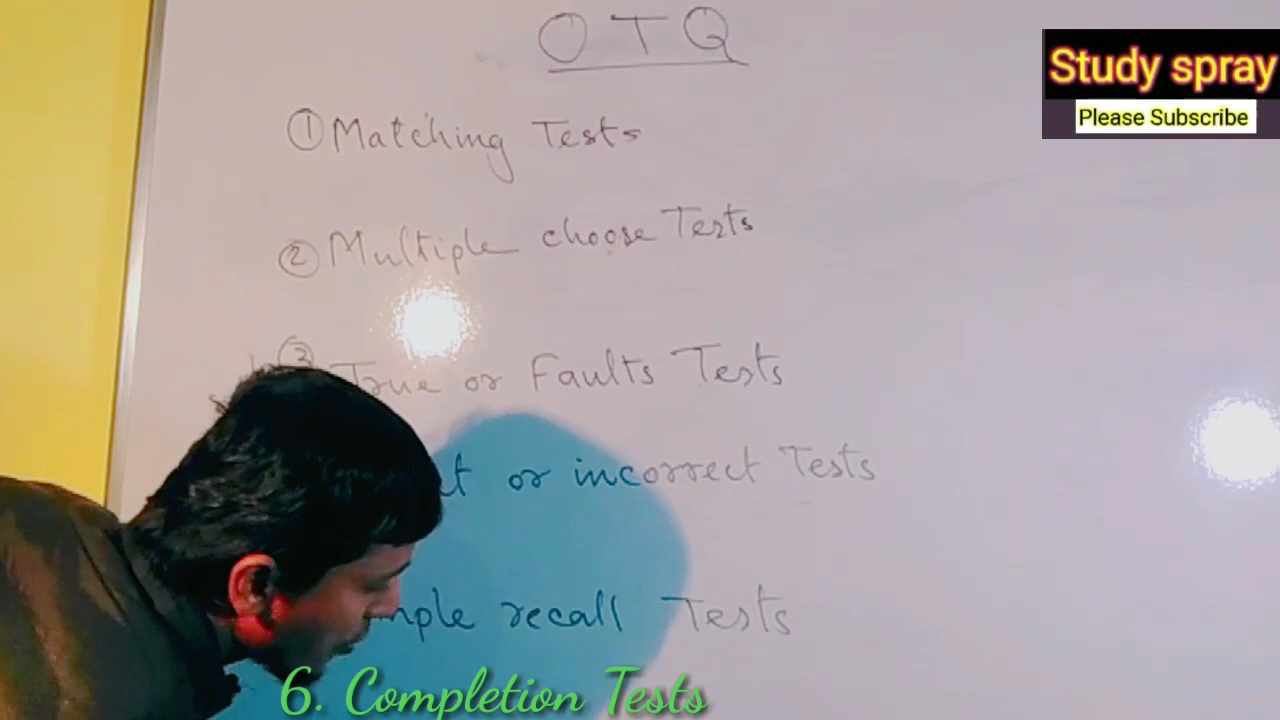 O T Q
Study spray
Please Subscribe
① Matching Tests
② Multiple choose Tests
③ True or Faults Tests
or incorrect Tests
recall Tests
6. Completion Tests